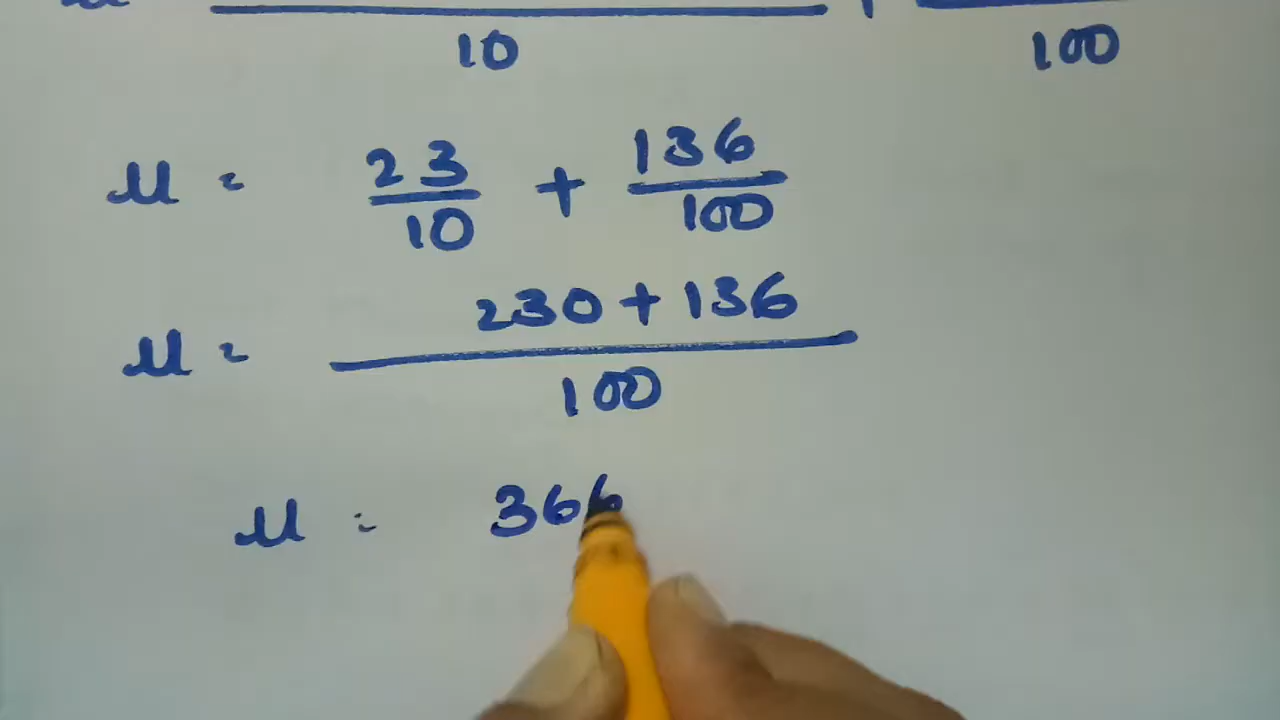 10 100
μ = 23/10 + 136/100
μ = 230 + 136/100
μ = 366